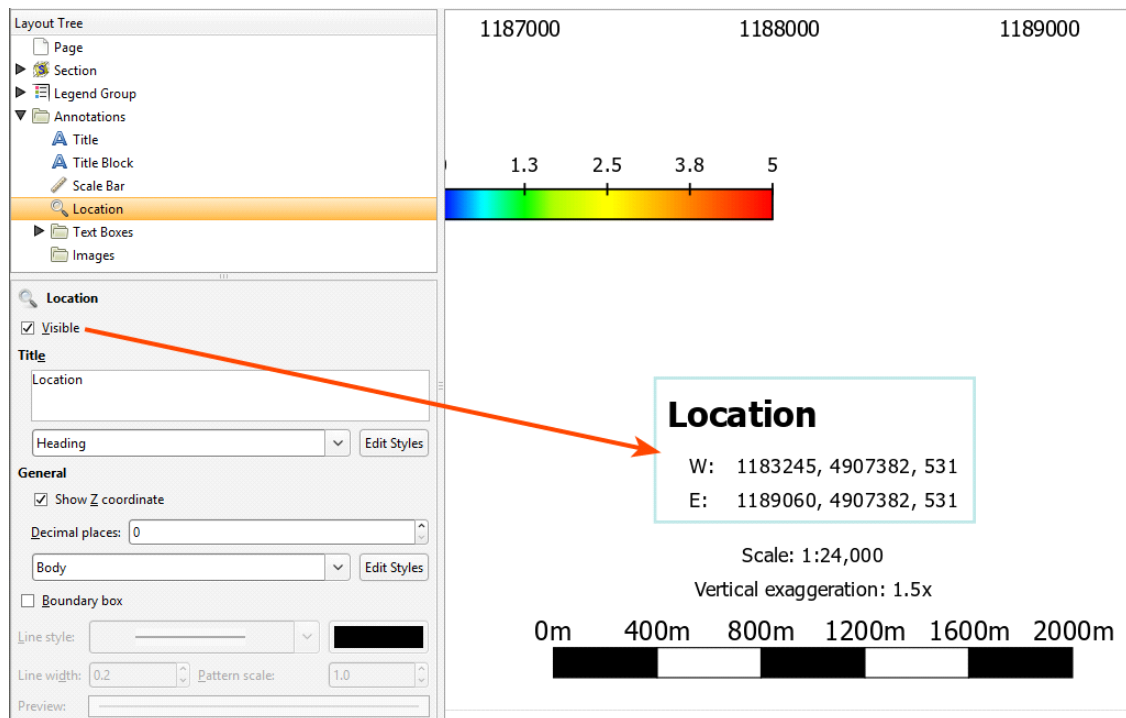 Layout Tree
Page
Section
Legend Group
Annotations
Title
Title Block
Scale Bar
Location
Text Boxes
Images
Location
Visible
Title
Location
Heading
Edit Styles
General
Show Z coordinate
Decimal places: 0
Body
Edit Styles
Boundary box
Line style:
Line width: 0.2 Pattern scale: 1.0
Preview:
1187000 1188000 1189000
1.3 2.5 3.8 5
Location
W: 1183245, 4907382, 531
E: 1189060, 4907382, 531
Scale: 1:24,000
Vertical exaggeration: 1.5x
0m 400m 800m 1200m 1600m 2000m